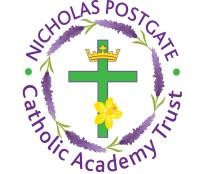 NICHOLAS POSTGATE
Catholic Academy Trust